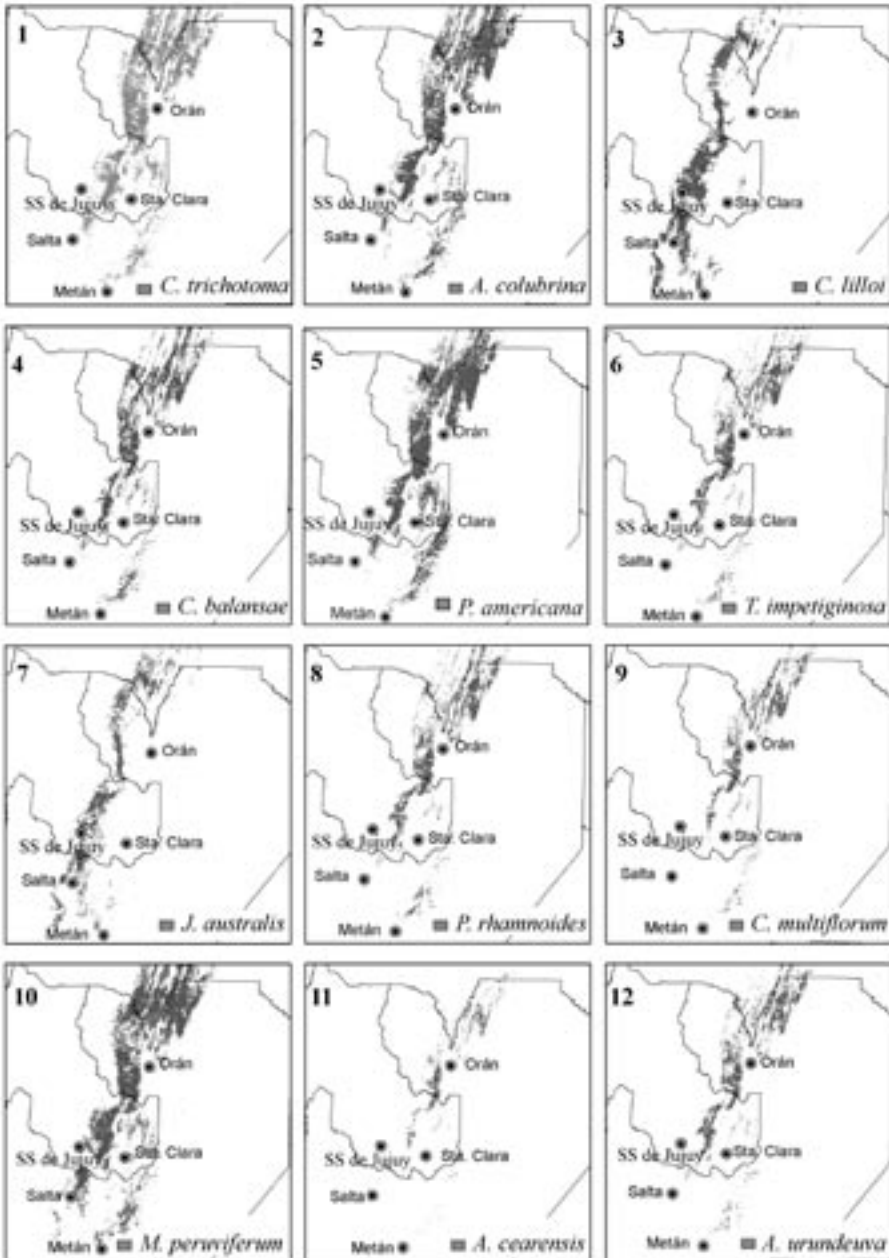 1
Orán
SS de Jujuy
Sta. Clara
Salta
Metán
C. trichotoma
2
Orán
SS de Jujuy
Sta. Clara
Salta
Metán
A. colubrina
3
Orán
SS de Jujuy
Sta. Clara
Salta
Metán
C. lilloi
4
Orán
SS de Jujuy
Sta. Clara
Salta
Metán
C. balansae
5
Orán
SS de Jujuy
Sta. Clara
Salta
Metán
P. americana
6
Orán
SS de Jujuy
Sta. Clara
Salta
Metán
T. impetiginosa
7
Orán
SS de Jujuy
Sta. Clara
Salta
Metán
J. australis
8
Orán
SS de Jujuy
Sta. Clara
Salta
Metán
P. rhamnoides
9
Orán
SS de Jujuy
Sta. Clara
Salta
Metán
C. multiflorum
10
Orán
SS de Jujuy
Sta. Clara
Salta
Metán
M. peruviferum
11
Orán
SS de Jujuy
Sta. Clara
Salta
Metán
A. cearensis
12
Orán
SS de Jujuy
Sta. Clara
Salta
Metán
A. urundeuva